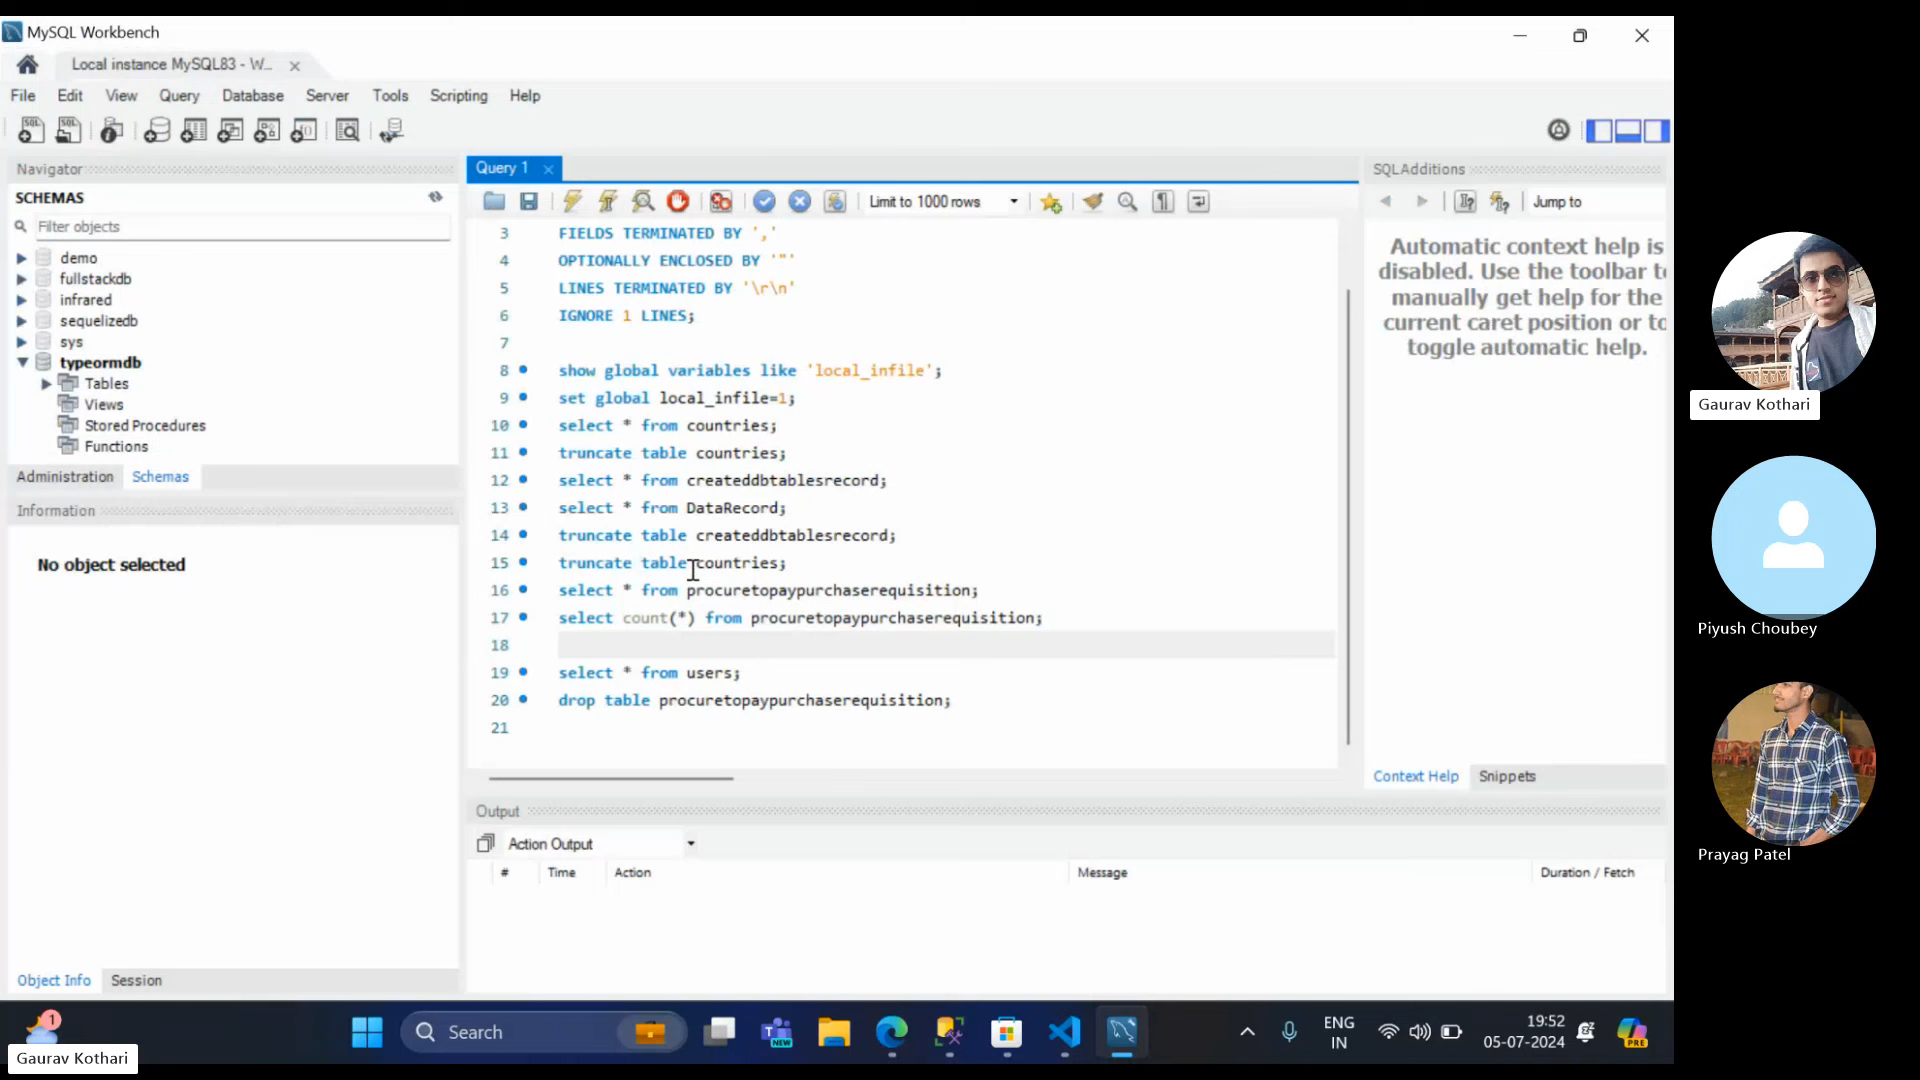 MySQL Workbench
Local instance MySQL83 - W...
File Edit View Query Database Server Tools Scripting Help
Navigator
SCHEMAS
Filter objects
demo
fullstackdb
infrared
sequelizedb
sys
typeormdb
Tables
Views
Stored Procedures
Functions
Administration Schemas
Information
No object selected
Object Info Session
Query 1
Limit to 1000 rows
3 FIELDS TERMINATED BY ','
4 OPTIONALLY ENCLOSED BY '"'
5 LINES TERMINATED BY '\r\n'
6 IGNORE 1 LINES;
7
8 show global variables like 'local_infile';
9 set global local_infile=1;
10 select * from countries;
11 truncate table countries;
12 select * from createddbtablesrecord;
13 select * from DataRecord;
14 truncate table createddbtablesrecord;
15 truncate table countries;
16 select * from procuretopaypurchaserequisition;
17 select count(*) from procuretopaypurchaserequisition;
18
19 select * from users;
20 drop table procuretopaypurchaserequisition;
21
SQLAdditions
Jump to
Automatic context help is
disabled. Use the toolbar to
manually get help for the
current caret position or to
toggle automatic help.
Context Help Snippets
Output
Action Output
# Time Action Message Duration / Fetch
Gaurav Kothari
Piyush Choubey
Prayag Patel
1
Search
NEW
ENG
IN
19:52
05-07-2024
PRE
Gaurav Kothari